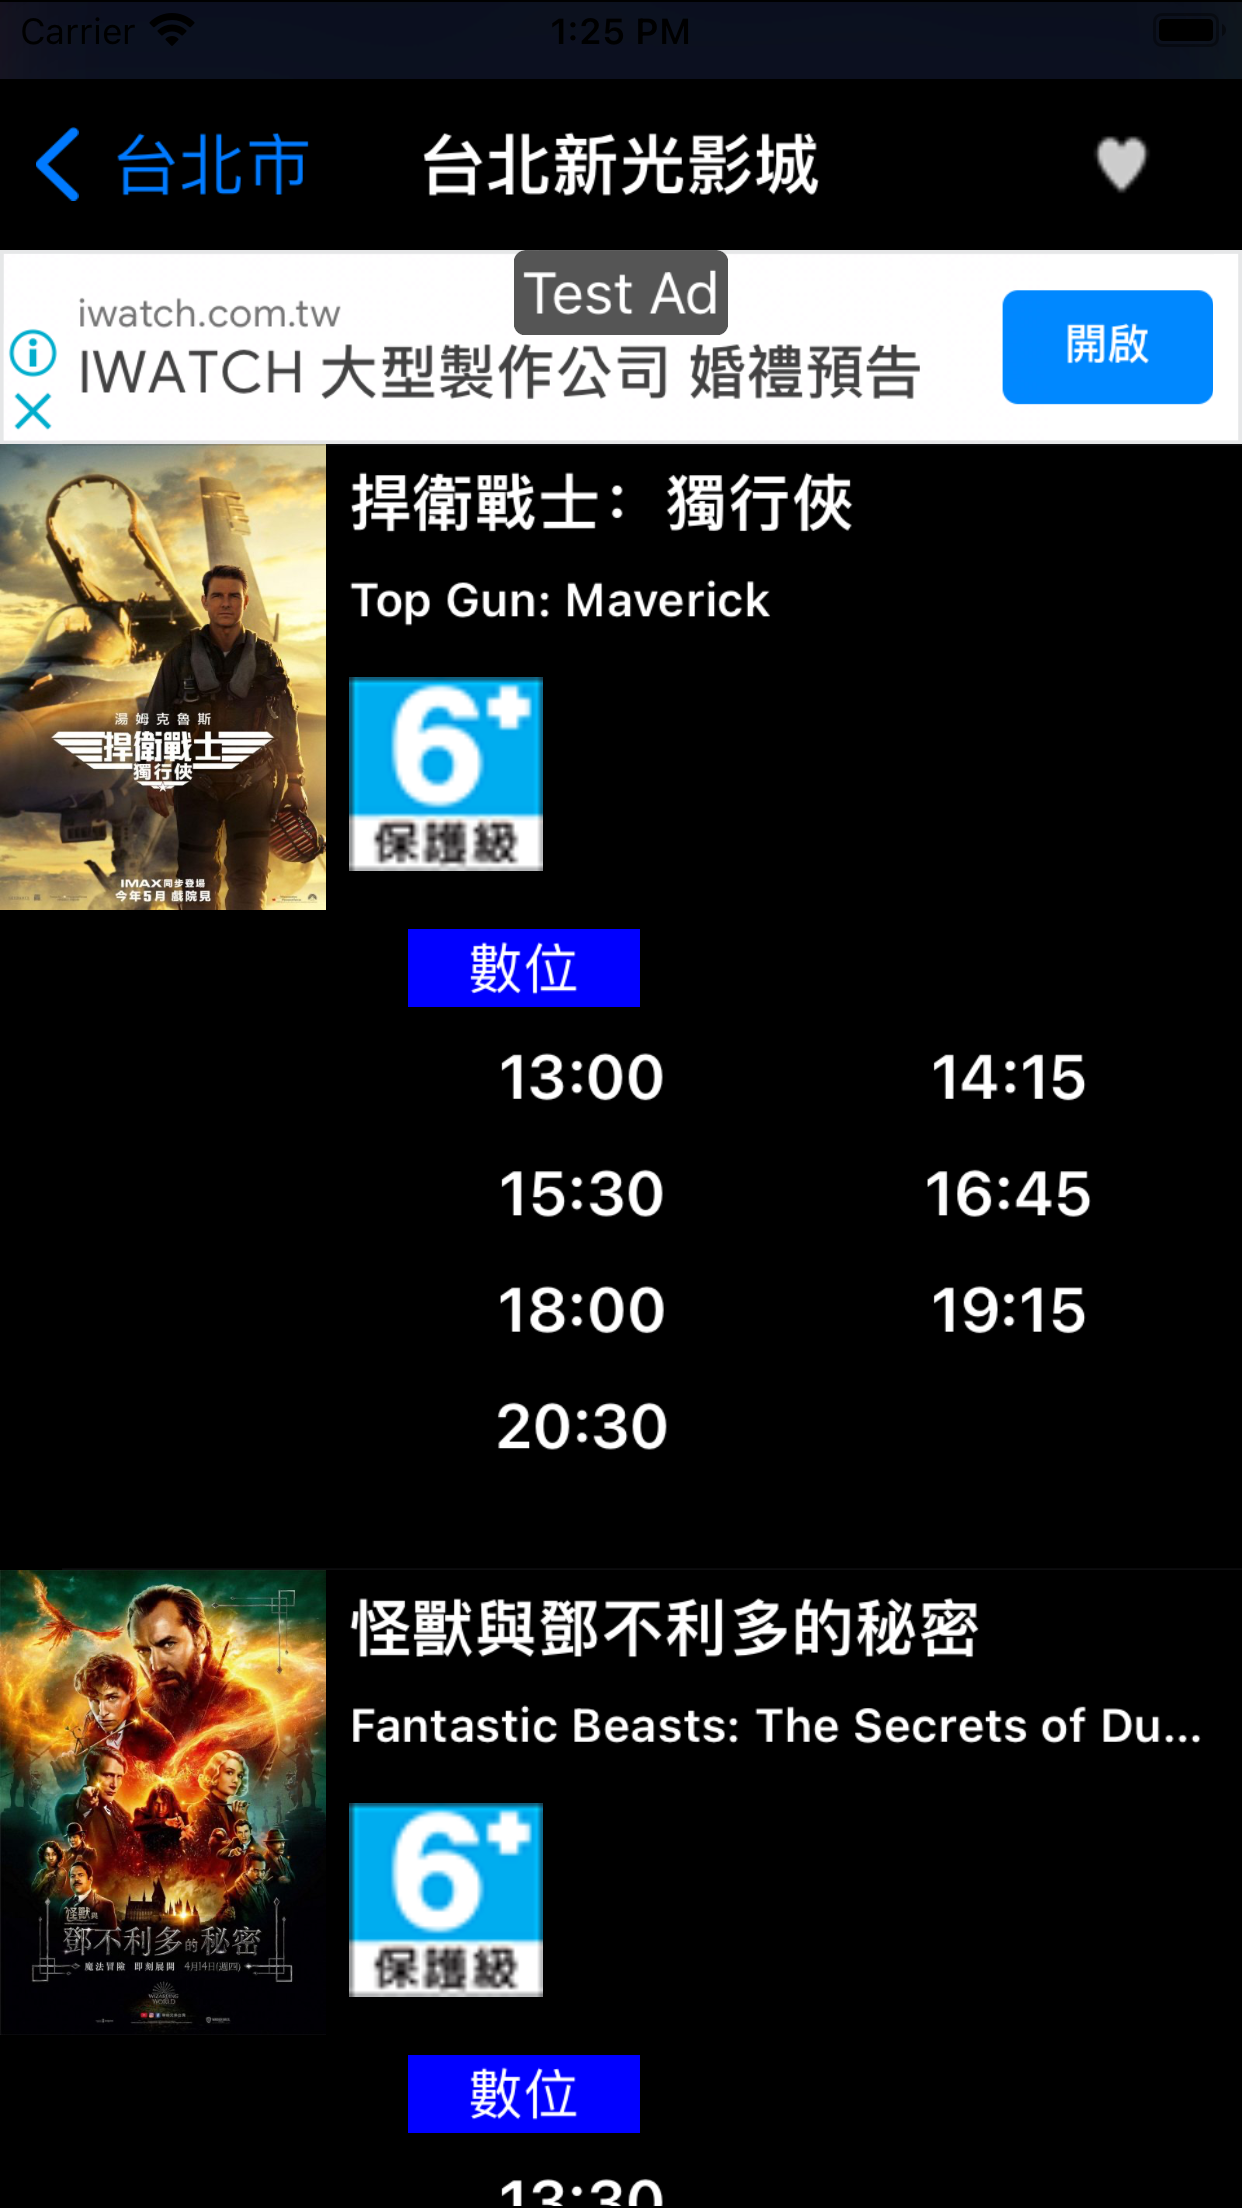 Carrier 1:25 PM
台北市 台北新光影城
Test Ad
iwatch.com.tw
IWATCH 大型製作公司 婚禮預告
開啟
捍衛戰士：獨行俠
Top Gun: Maverick
湯姆克魯斯
捍衛戰士
獨行俠
IMAX同步登場
今年5月 戲院見
6+
保護級
數位
13:00 14:15
15:30 16:45
18:00 19:15
20:30
怪獸與鄧不利多的秘密
Fantastic Beasts: The Secrets of Du...
怪獸與
鄧不利多的秘密
魔法冒險 即刻展開 4月14日(週四)
WIZARDING
WORLD
6+
保護級
數位
13:30